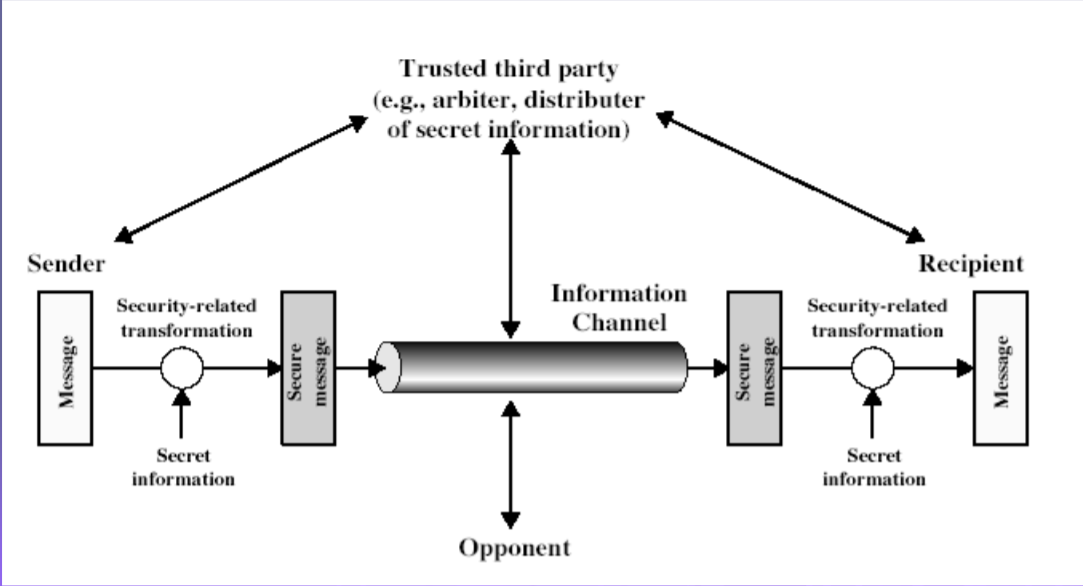 Trusted third party
(e.g., arbiter, distributer
of secret information)
Sender
Recipient
Information
Channel
Security-related
transformation
Security-related
transformation
Message
Secure
message
Secure
message
Message
Secret
information
Secret
information
Opponent